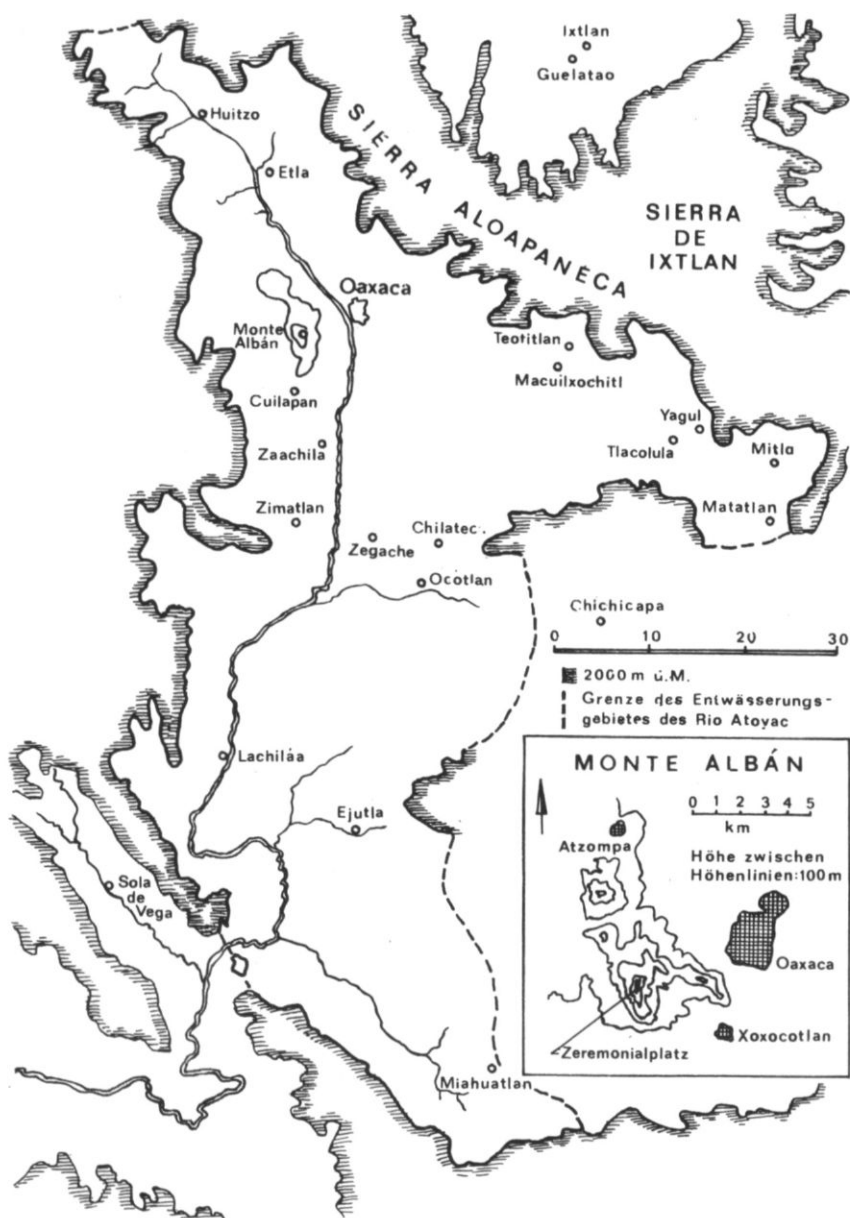 Ixtlan
Guelatao
Huitzo
Etla
SIERRA ALOAPANECA
SIERRA
DE
IXTLAN
Oaxaca
Monte
Albán
Teotitlan
Macuilxochitl
Cuilapan
Yagul
Zaachila
Tlacolula
Mitla
Zimatlan
Matatlan
Zegache
Chilatec.
Ocotlan
Chichicapa
0 10 20 30
2000 m ü.M.
Grenze des Entwässerungs-
gebietes des Rio Atoyac
Lachiláa
Ejutla
Sola
de
Vega
Miahuatlan
MONTE ALBÁN
0 1 2 3 4 5
km
Atzompa
Höhe zwischen
Höhenlinien:100m
Oaxaca
Xoxocotlan
Zeremonialplatz